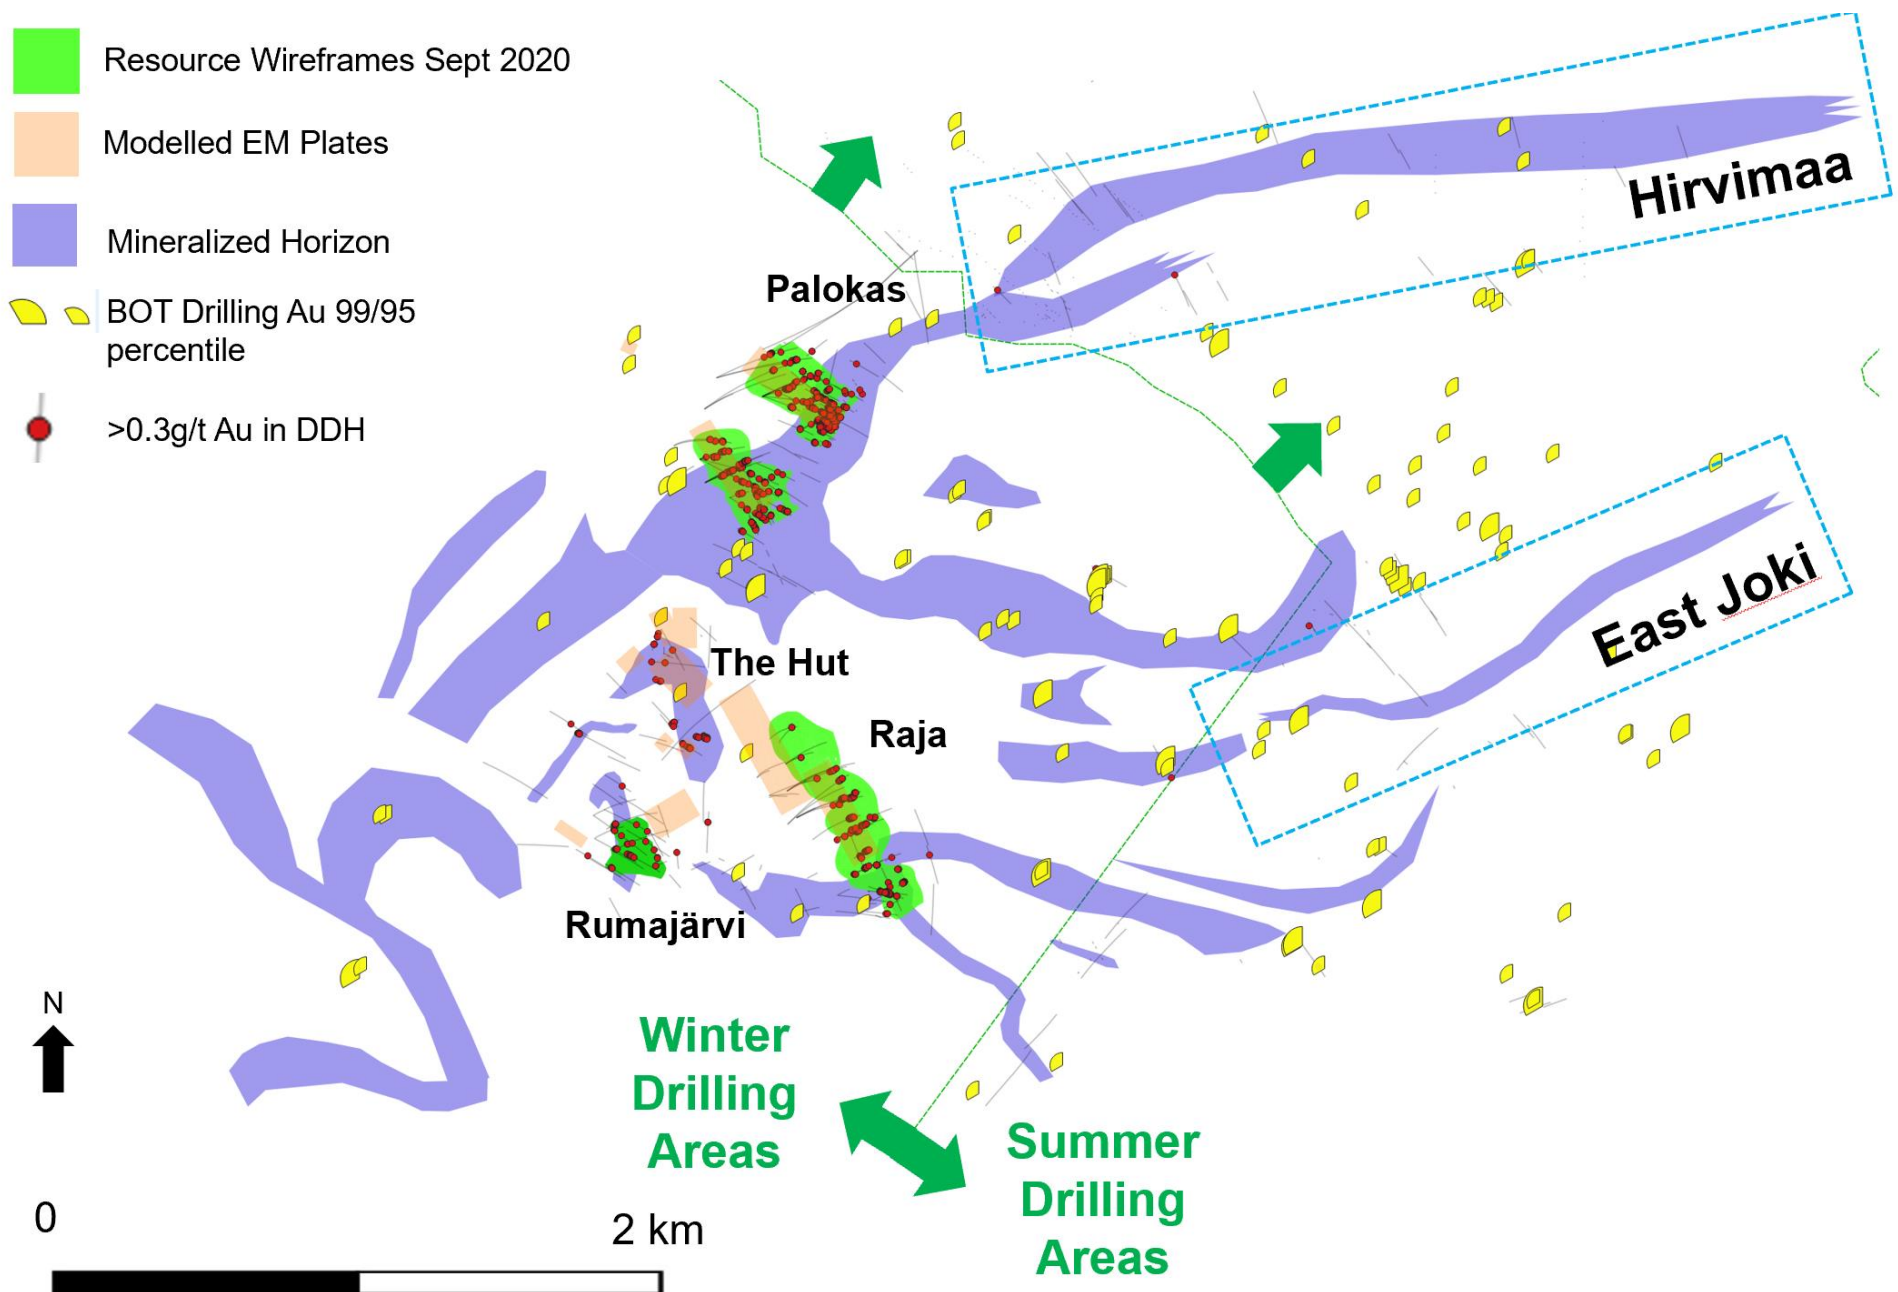 Resource Wireframes Sept 2020
Modelled EM Plates
Mineralized Horizon
BOT Drilling Au 99/95
percentile
>0.3g/t Au in DDH
Hirvimaa
Palokas
East Joki
The Hut
Raja
Rumajärvi
N
Winter
Drilling
Areas
Summer
Drilling
Areas
0
2 km